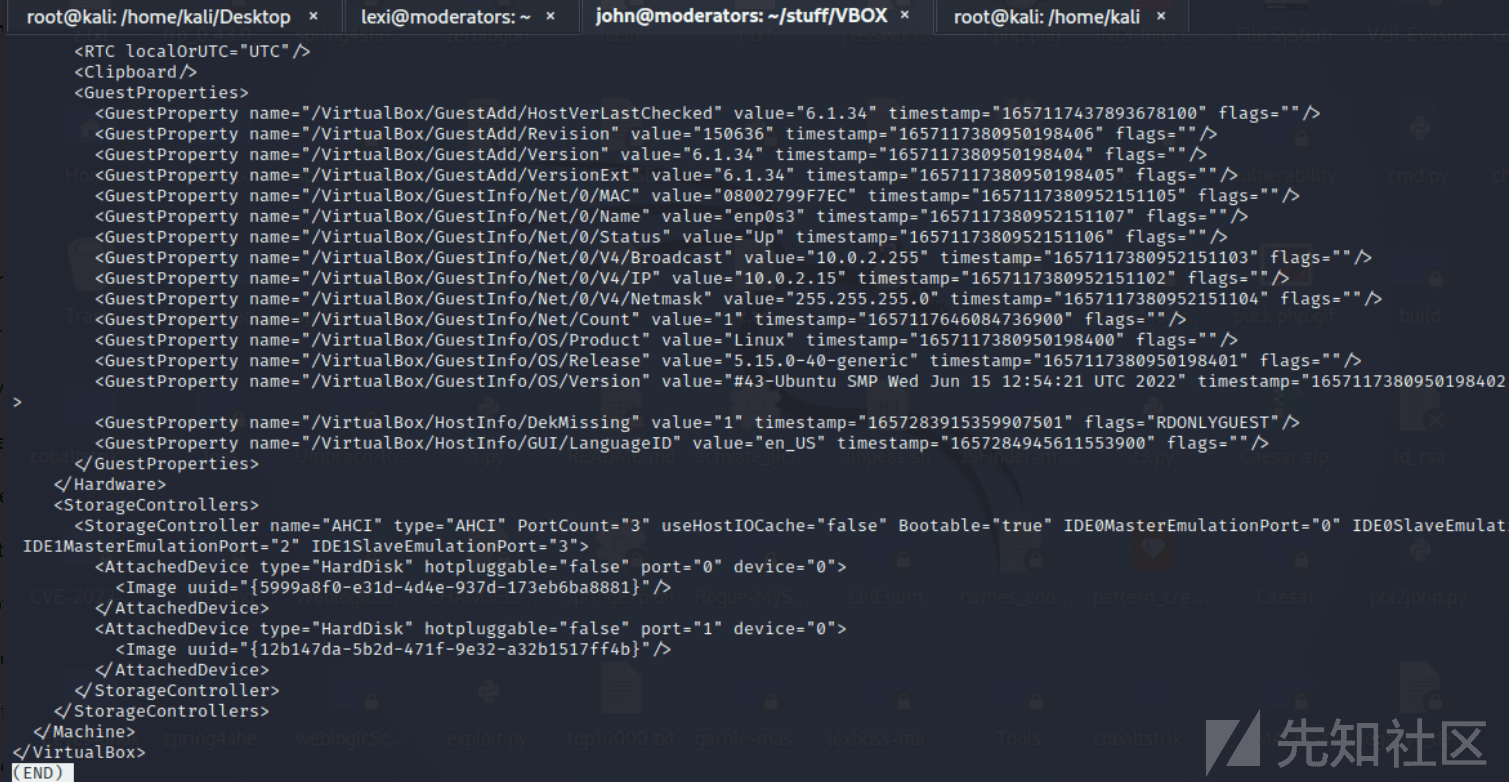 root@kali: /home/kali/Desktop × lexi@moderators: ~ × john@moderators: ~/stuff/VBOX × root@kali: /home/kali ×
<RTC localOrUTC="UTC"/>
<Clipboard/>
<GuestProperties>
<GuestProperty name="/VirtualBox/GuestAdd/HostVerLastChecked" value="6.1.34" timestamp="1657117437893678100" flags=""/>
<GuestProperty name="/VirtualBox/GuestAdd/Revision" value="150636" timestamp="1657117380950198406" flags=""/>
<GuestProperty name="/VirtualBox/GuestAdd/Version" value="6.1.34" timestamp="1657117380950198404" flags=""/>
<GuestProperty name="/VirtualBox/GuestAdd/VersionExt" value="6.1.34" timestamp="1657117380950198405" flags=""/>
<GuestProperty name="/VirtualBox/GuestInfo/Net/0/MAC" value="08002799F7EC" timestamp="1657117380952151105" flags=""/>
<GuestProperty name="/VirtualBox/GuestInfo/Net/0/Name" value="enp0s3" timestamp="1657117380952151107" flags=""/>
<GuestProperty name="/VirtualBox/GuestInfo/Net/0/Status" value="Up" timestamp="1657117380952151106" flags=""/>
<GuestProperty name="/VirtualBox/GuestInfo/Net/0/V4/Broadcast" value="10.0.2.255" timestamp="1657117380952151103" flags=""/>
<GuestProperty name="/VirtualBox/GuestInfo/Net/0/V4/IP" value="10.0.2.15" timestamp="1657117380952151102" flags=""/>
<GuestProperty name="/VirtualBox/GuestInfo/Net/0/V4/Netmask" value="255.255.255.0" timestamp="1657117380952151104" flags=""/>
<GuestProperty name="/VirtualBox/GuestInfo/Net/Count" value="1" timestamp="1657117646084736900" flags=""/>
<GuestProperty name="/VirtualBox/GuestInfo/OS/Product" value="Linux" timestamp="1657117380950198400" flags=""/>
<GuestProperty name="/VirtualBox/GuestInfo/OS/Release" value="5.15.0-40-generic" timestamp="1657117380950198401" flags=""/>
<GuestProperty name="/VirtualBox/GuestInfo/OS/Version" value="#43-Ubuntu SMP Wed Jun 15 12:54:21 UTC 2022" timestamp="1657117380950198402
>
<GuestProperty name="/VirtualBox/HostInfo/DekMissing" value="1" timestamp="1657283915359907501" flags="RDONLYGUEST"/>
<GuestProperty name="/VirtualBox/HostInfo/GUI/LanguageID" value="en_US" timestamp="1657284945611553900" flags=""/>
</GuestProperties>
</Hardware>
<StorageControllers>
<StorageController name="AHCI" type="AHCI" PortCount="3" useHostIOCache="false" Bootable="true" IDE0MasterEmulationPort="0" IDE0SlaveEmulati
IDE1MasterEmulationPort="2" IDE1SlaveEmulationPort="3">
<AttachedDevice type="HardDisk" hotpluggable="false" port="0" device="0">
<Image uuid="{5999a8f0-e31d-4d4e-937d-173eb6ba8881}"/>
</AttachedDevice>
<AttachedDevice type="HardDisk" hotpluggable="false" port="1" device="0">
<Image uuid="{12b147da-5b2d-471f-9e32-a32b1517ff4b}"/>
</AttachedDevice>
</StorageController>
</StorageControllers>
</Machine>
</VirtualBox>
(END)
先知社区